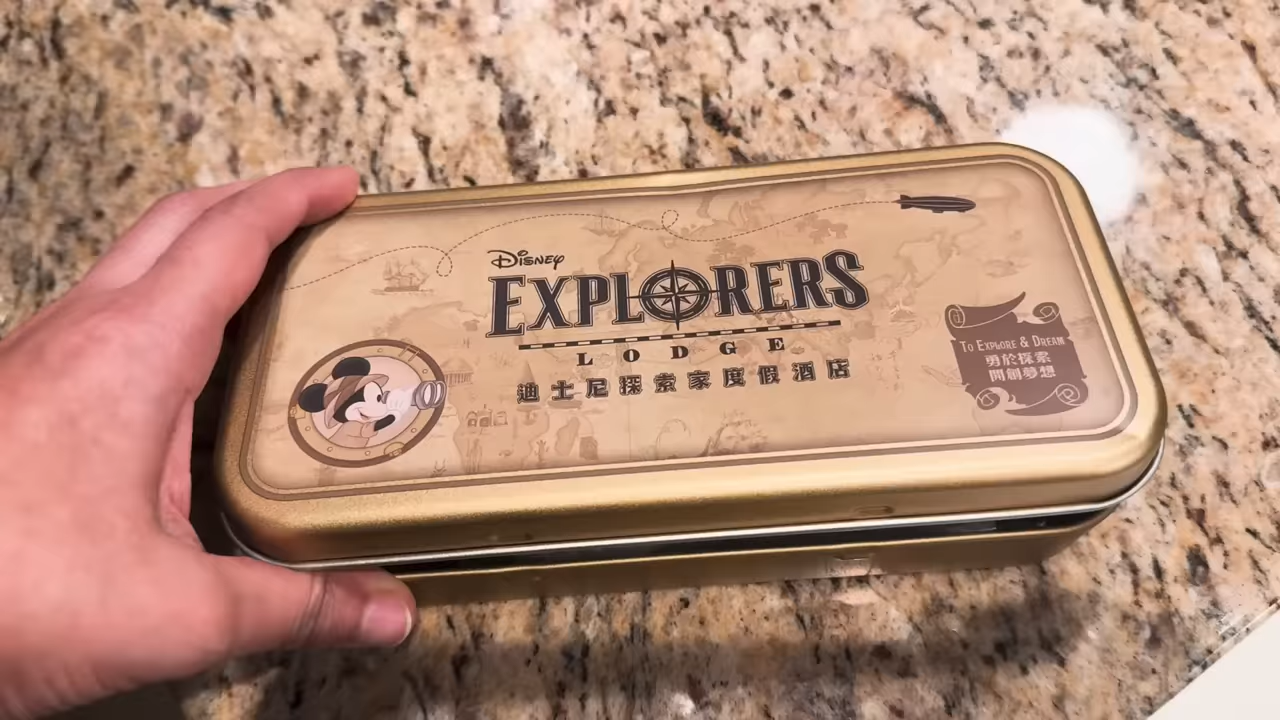 Disney
EXPLORERS
LODGE
迪士尼探索家度假酒店
To Explore & Dream
勇於探索
開創夢想